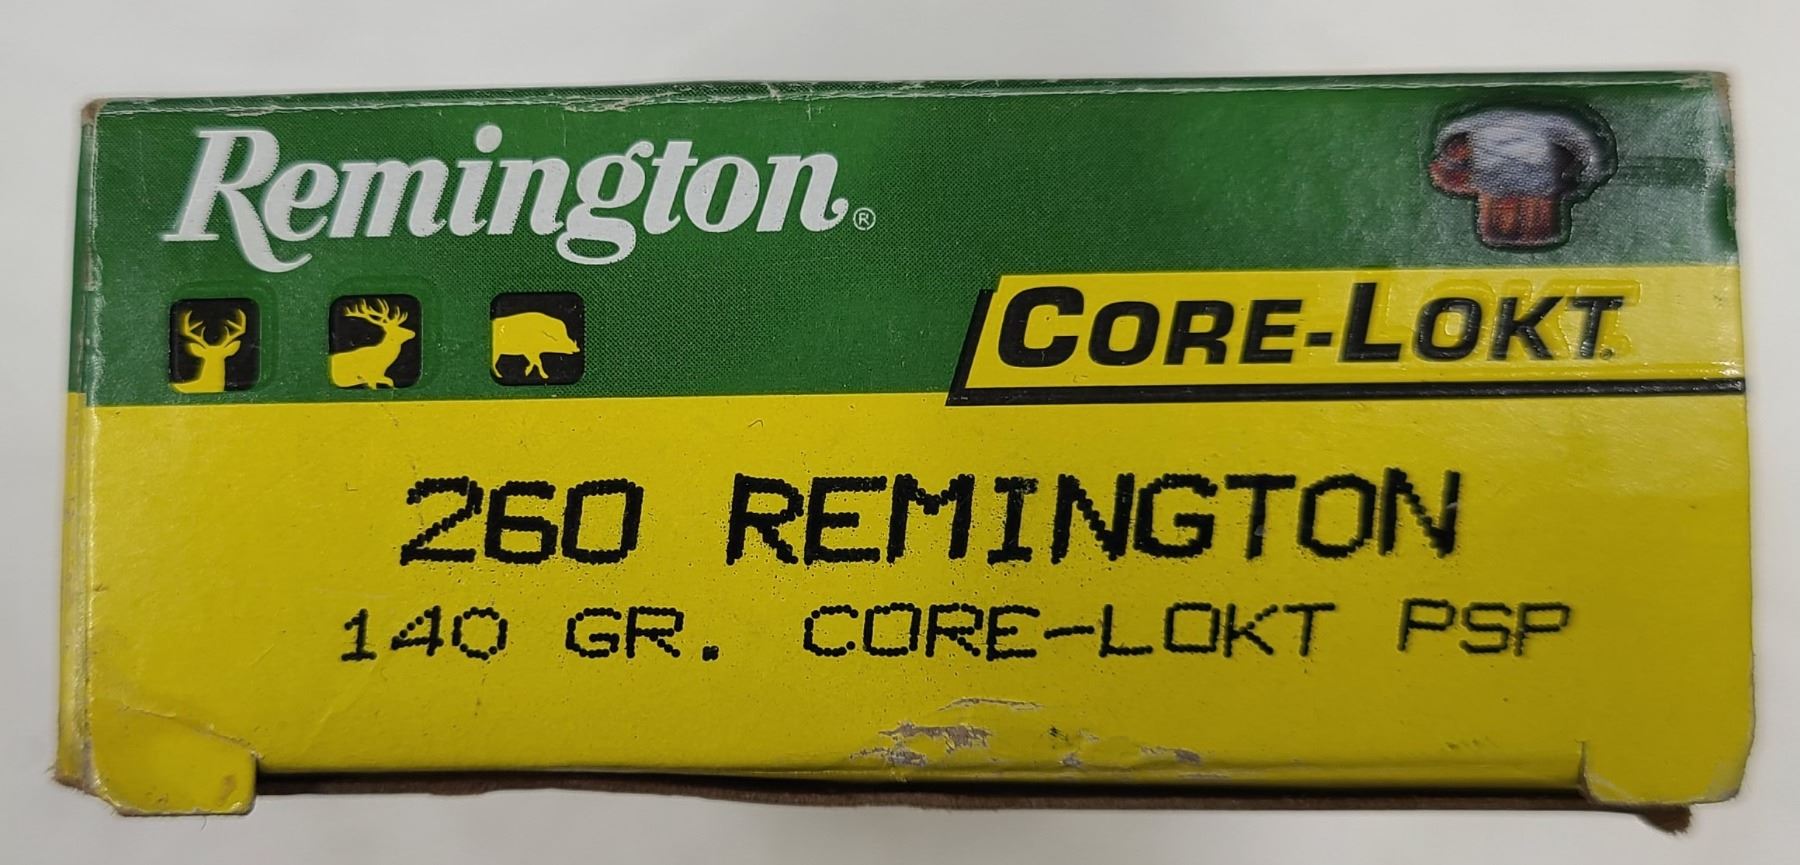 Remington®
CORE-LOKT
260 REMINGTON
140 GR. CORE-LOKT PSP